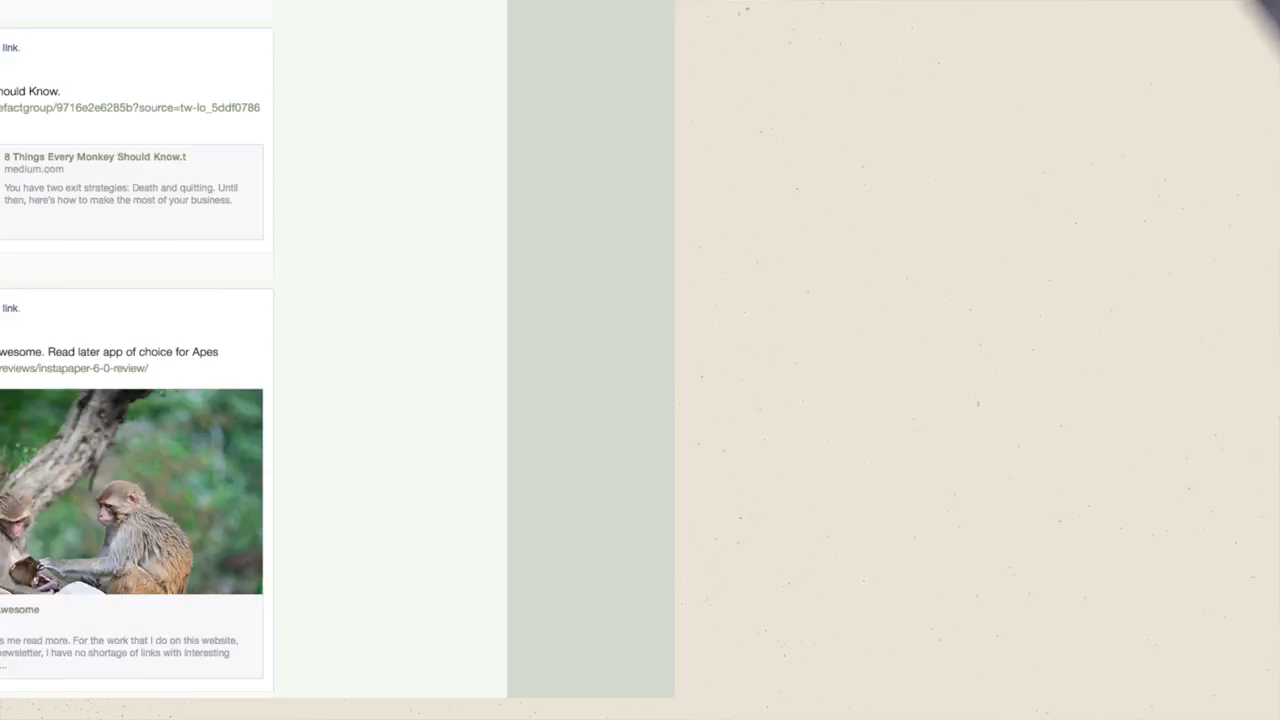 link.
hould Know.
efactgroup/9716e2e6285b?source=tw-lo_5ddf0786
8 Things Every Monkey Should Know.t
medium.com
You have two exit strategies: Death and quitting. Until
then, here's how to make the most of your business.
link.
wesome. Read later app of choice for Apes
reviews/instapaper-6-0-review/
wesome
s me read more. For the work that I do on this website,
newsletter, I have no shortage of links with interesting
...